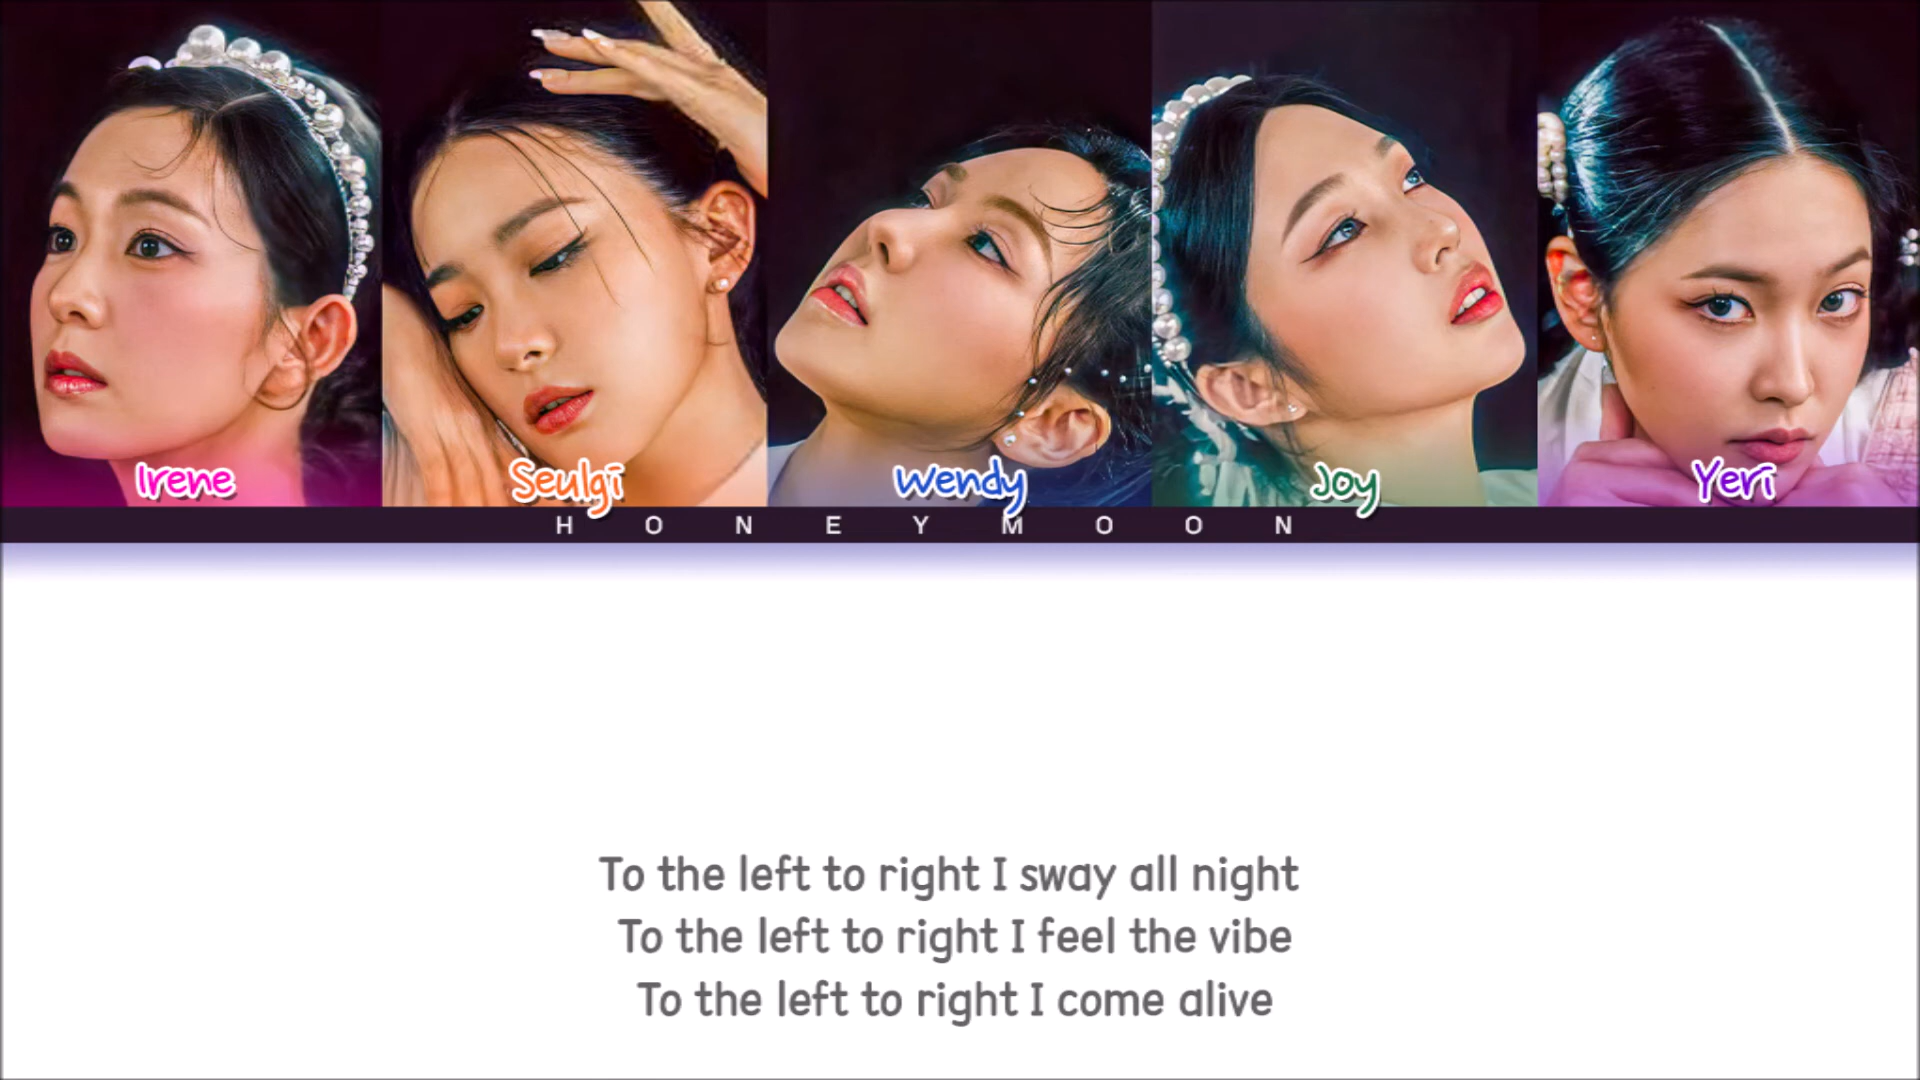 Irene
Seulgi
Wendy
Joy
Yeri
HONEYMOON
To the left to right I sway all night
To the left to right I feel the vibe
To the left to right I come alive